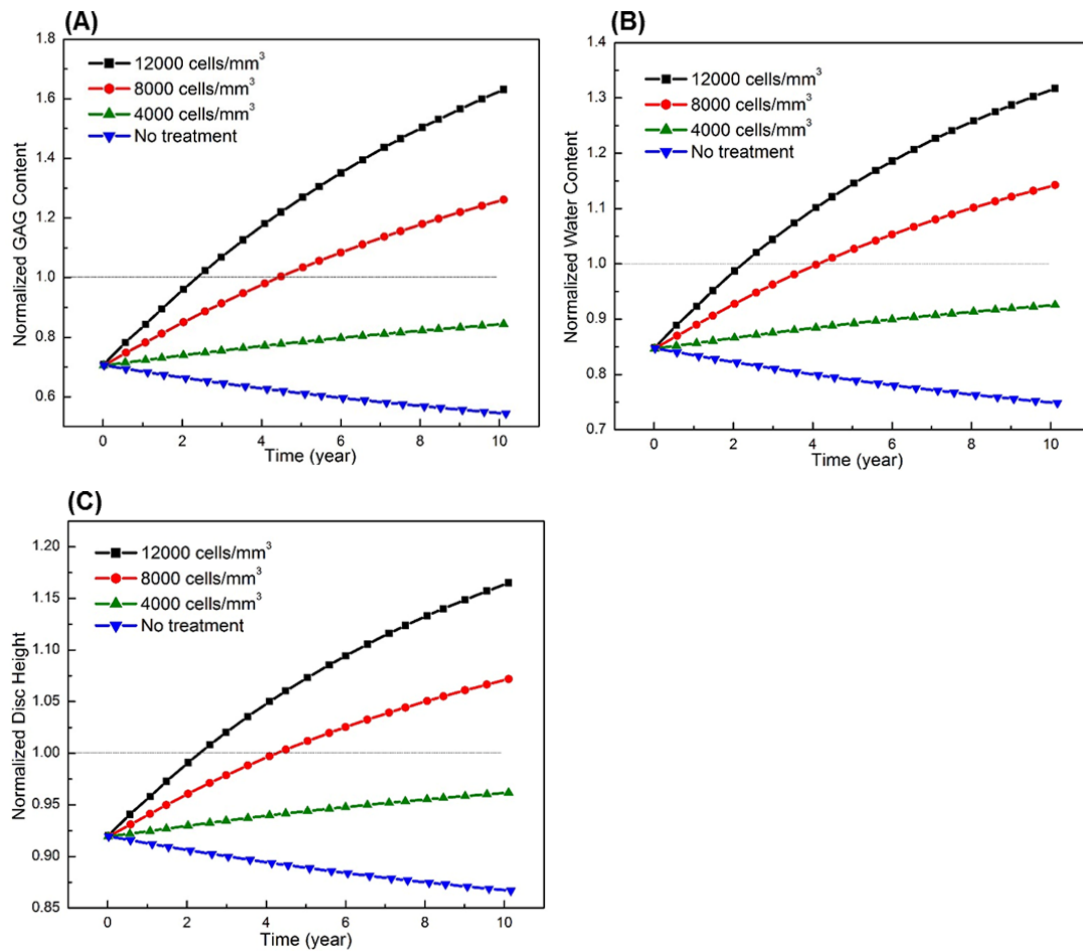 (A)
1.8
1.6
1.4
1.2
1.0
0.8
0.6
Normalized GAG Content
12000 cells/mm³
8000 cells/mm³
4000 cells/mm³
No treatment
0 2 4 6 8 10
Time (year)
(B)
1.4
1.3
1.2
1.1
1.0
0.9
0.8
0.7
Normalized Water Content
12000 cells/mm³
8000 cells/mm³
4000 cells/mm³
No treatment
0 2 4 6 8 10
Time (year)
(C)
1.20
1.15
1.10
1.05
1.00
0.95
0.90
0.85
Normalized Disc Height
12000 cells/mm³
8000 cells/mm³
4000 cells/mm³
No treatment
0 2 4 6 8 10
Time (year)